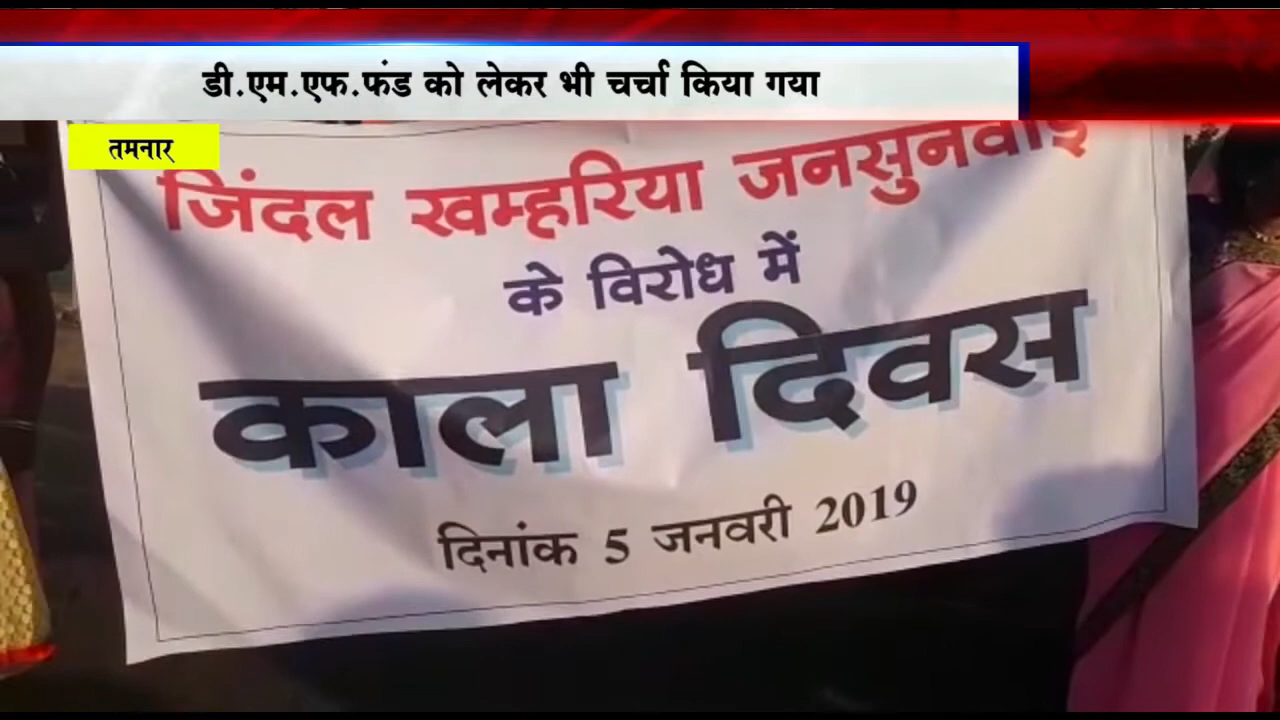 डी.एम.एफ.फंड को लेकर भी चर्चा किया गया
तमनार
जिंदल खम्हरिया जनसुनवाई
के विरोध में
काला दिवस
दिनांक 5 जनवरी 2019